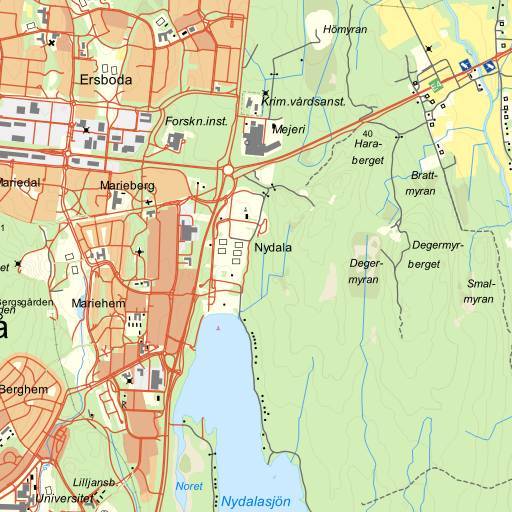 Hömyran
Ersboda
Krim.vårdsanst.
Forskn.inst.
Mejeri
40
Hara-
berget
Mariedal
Marieberg
Bratt-
myran
Nydala
Degermyr-
berget
Deger-
myran
Smal-
myran
Bergsgården
Mariehem
å
Berghem
Lilljansb.
Universitet
Noret
Nydalasjön